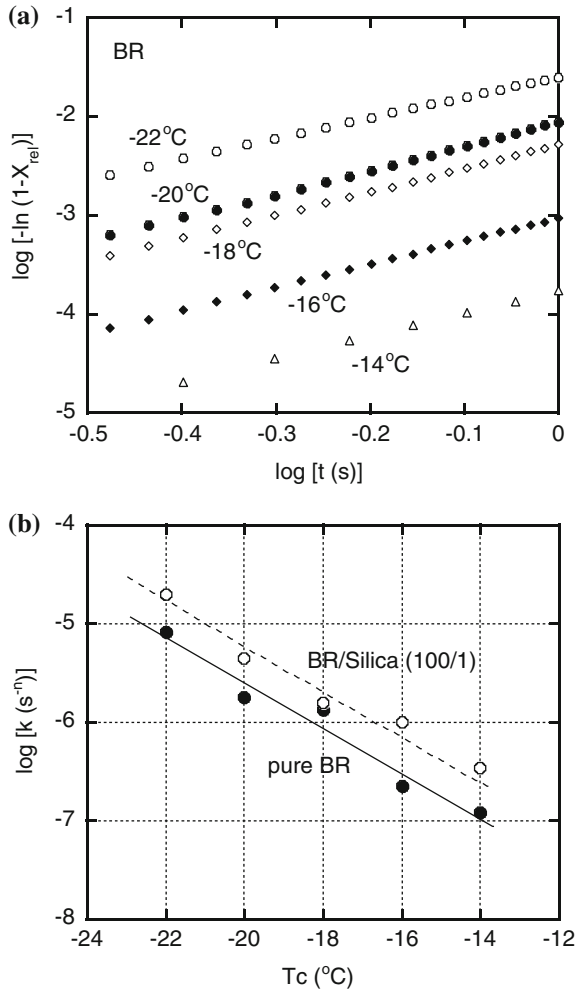 (a)
-1
BR
-2
-22°C
-20°C
-3
-18°C
-16°C
-4
-14°C
-5
-0.5 -0.4 -0.3 -0.2 -0.1 0
log [-ln (1-X_rel)]
log [t (s)]
(b)
-4
-5
BR/Silica (100/1)
-6
pure BR
-7
-8
-24 -22 -20 -18 -16 -14 -12
log [k (s⁻ⁿ)]
Tc (°C)